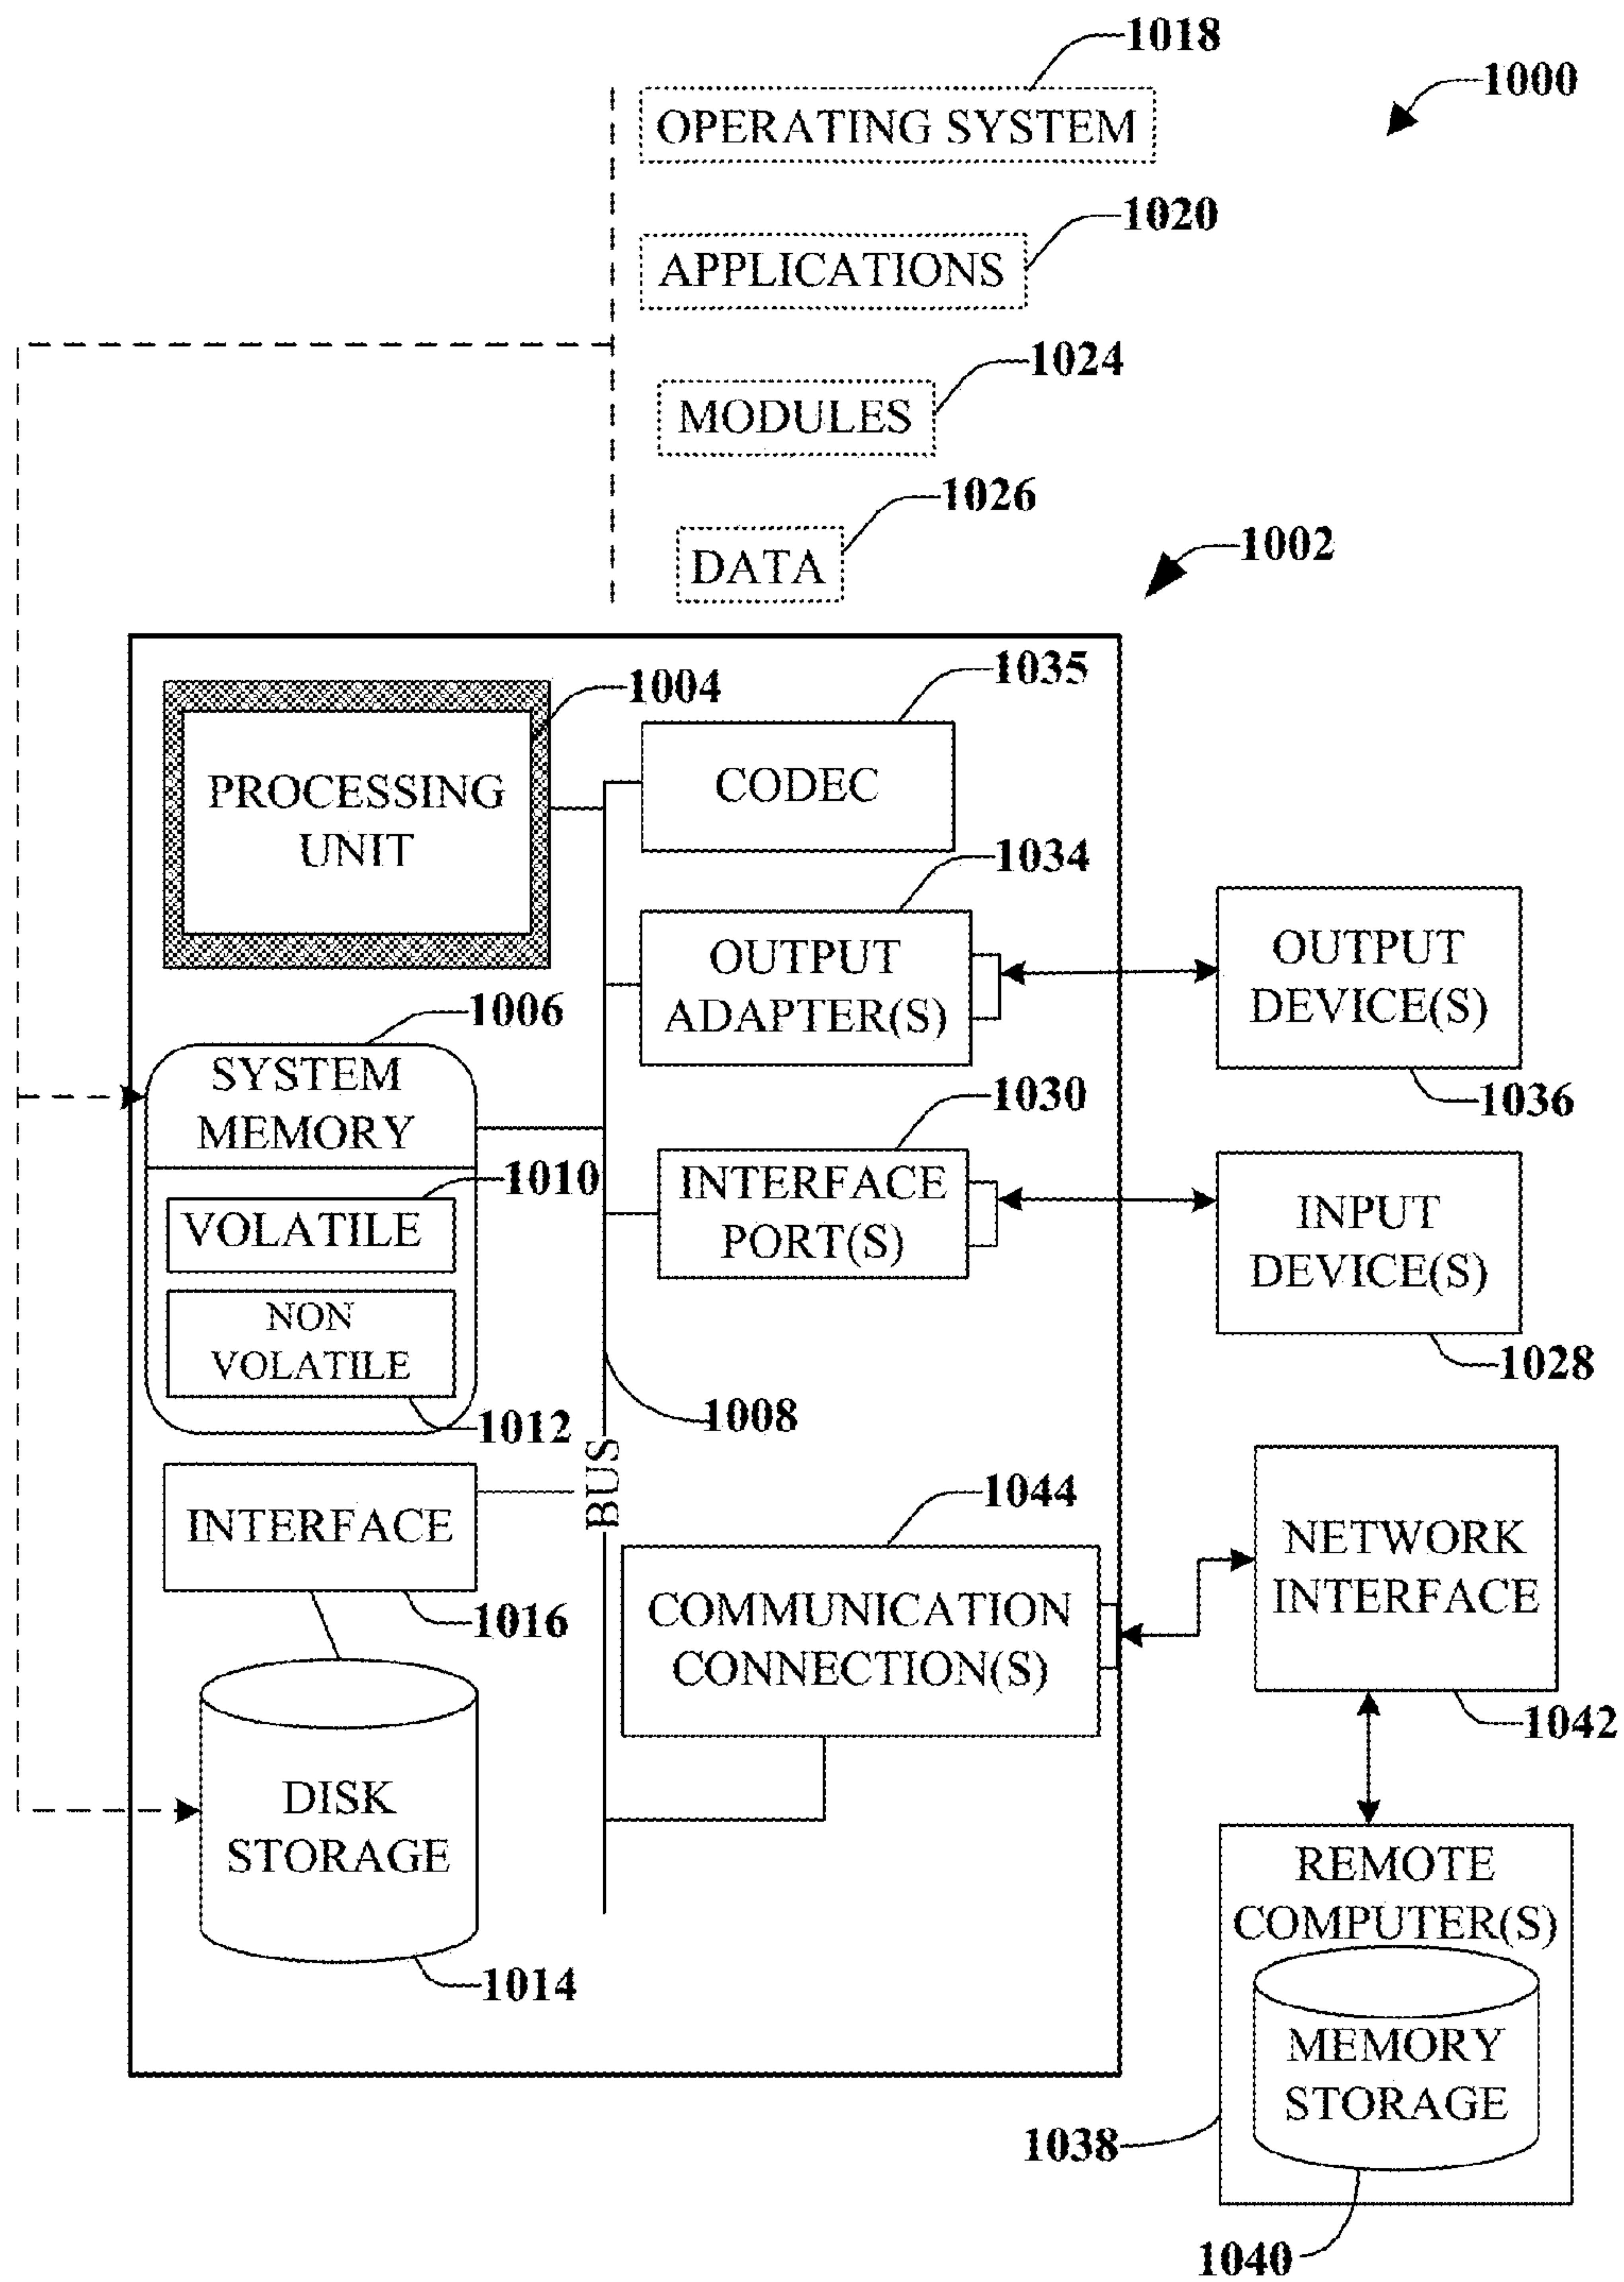 1018
1000
OPERATING SYSTEM
1020
APPLICATIONS
1024
MODULES
1026
DATA
1002
1035
1004
CODEC
PROCESSING
UNIT
1034
OUTPUT
ADAPTER(S)
OUTPUT
DEVICE(S)
1036
1006
SYSTEM
MEMORY
1030
INTERFACE
PORT(S)
INPUT
DEVICE(S)
1028
1010
VOLATILE
NON
VOLATILE
1012
1008
BUS
INTERFACE
1016
1044
COMMUNICATION
CONNECTION(S)
NETWORK
INTERFACE
1042
DISK
STORAGE
1014
REMOTE
COMPUTER(S)
MEMORY
STORAGE
1038
1040